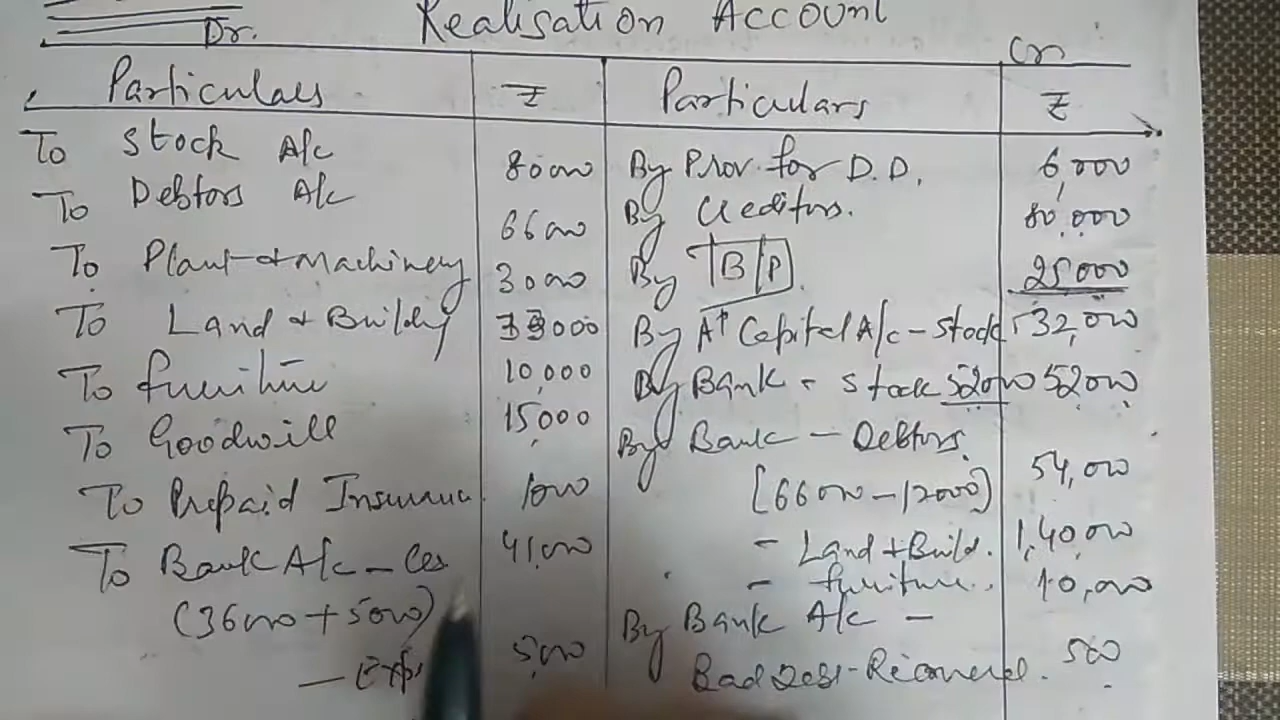 Realisation Account
Dr. Cr
Particulars ₹ Particulars ₹
To Stock A/c 80000 By Prov. for D.D. 6,000
To Debtors A/c 66000 By Creditors. 80,000
To Plant & Machinery 30000 By B/P. 25000
To Land & Building 000 By A's Capital A/c - Stock 32,000
To furniture 10,000 By Bank - Stock 52000 52000
To Goodwill 15,000 By Bank - Debtors.
To Prepaid Insurance 1000 [66000-12000) 54,000
To Bank A/c - Crs 41,000 - Land & Build. 1,40,000
- furniture.. 10,000
(36000 + 5000) By Bank A/c -
- Exp 5000 Bad Debt-Recovered. 500